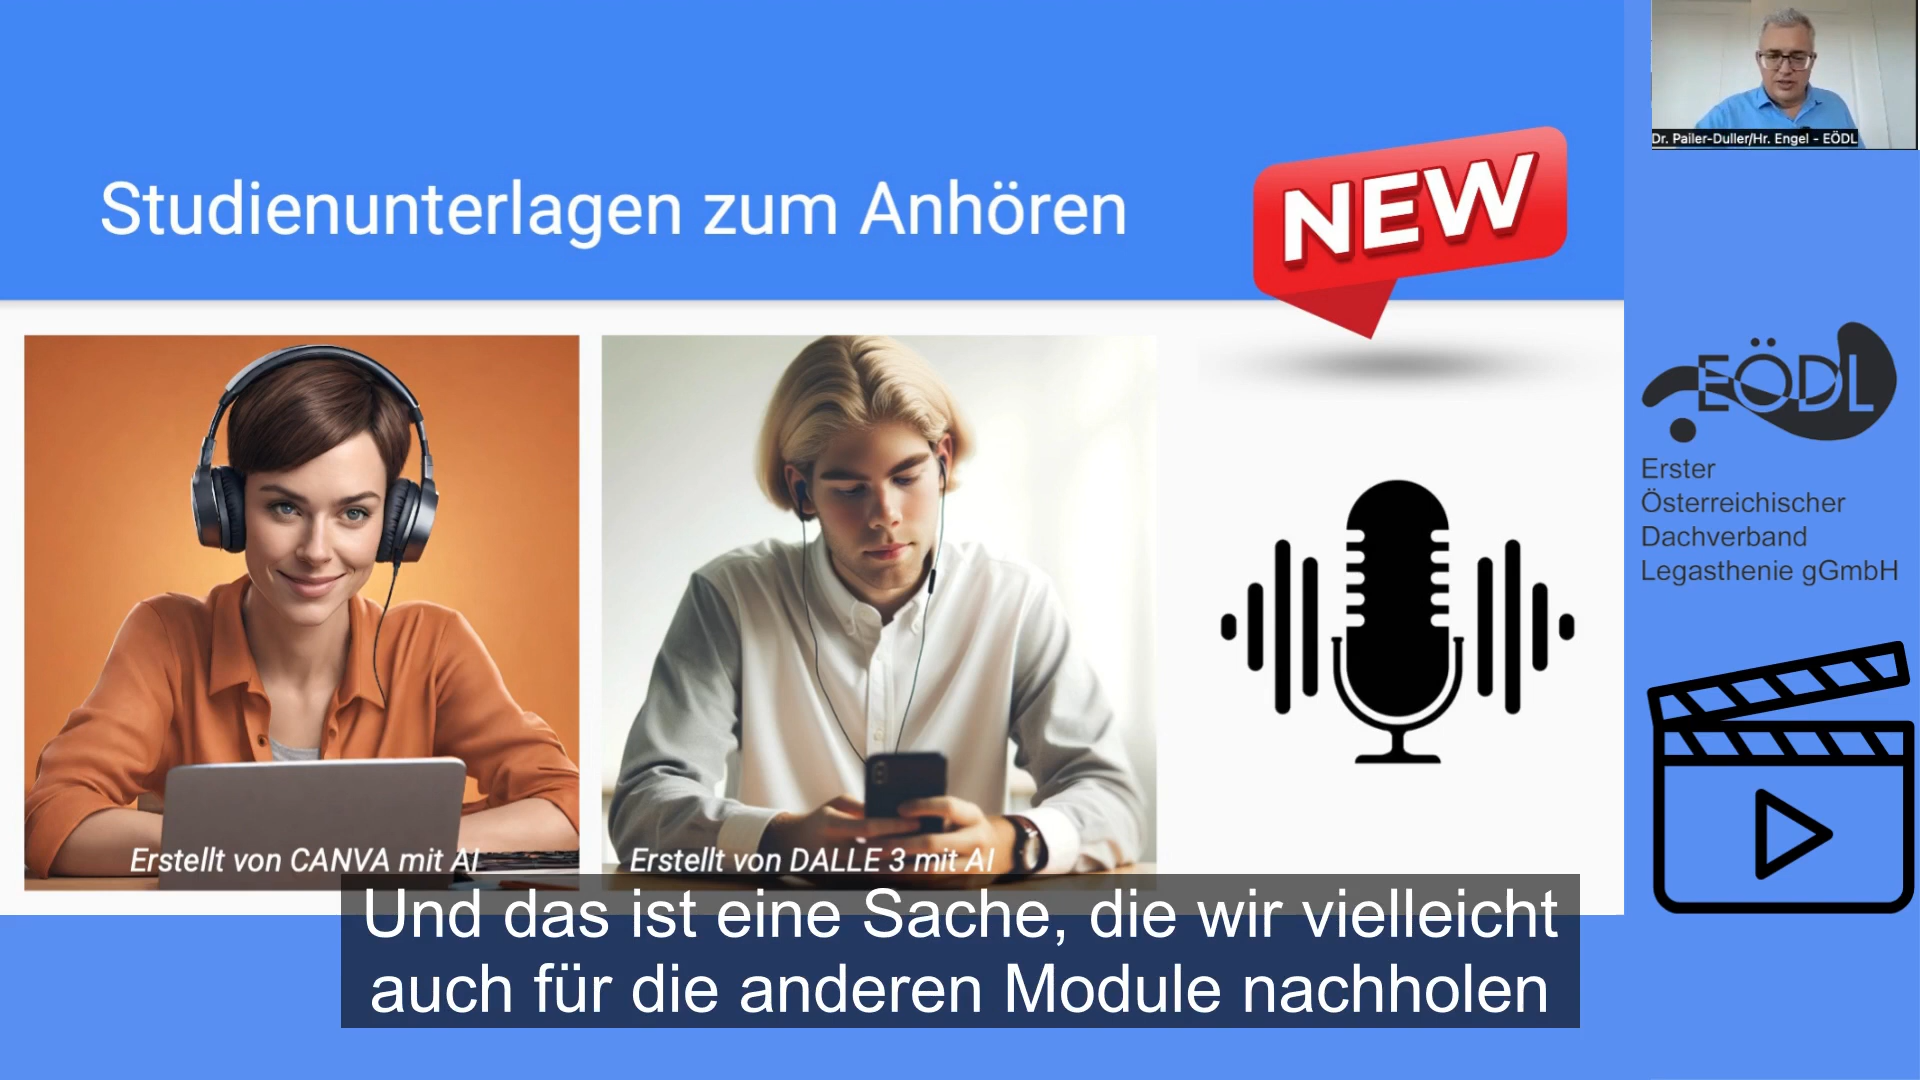 Dr. Pailer-Duller/Hr. Engel - EÖDL
Studienunterlagen zum Anhören
NEW
EÖDL
Erster
Österreichischer
Dachverband
Legasthenie gGmbH
Erstellt von CANVA mit AI
Erstellt von DALLE 3 mit AI
Und das ist eine Sache, die wir vielleicht
auch für die anderen Module nachholen